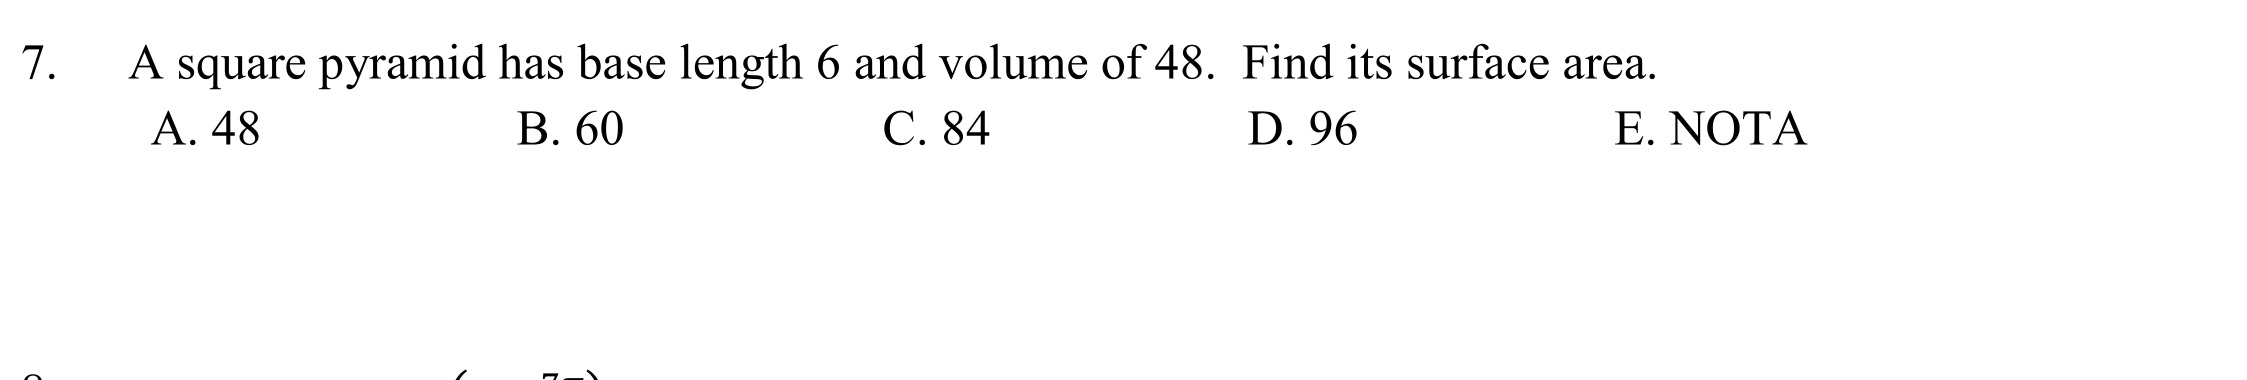 7. A square pyramid has base length 6 and volume of 48. Find its surface area.
A. 48 B. 60 C. 84 D. 96 E. NOTA